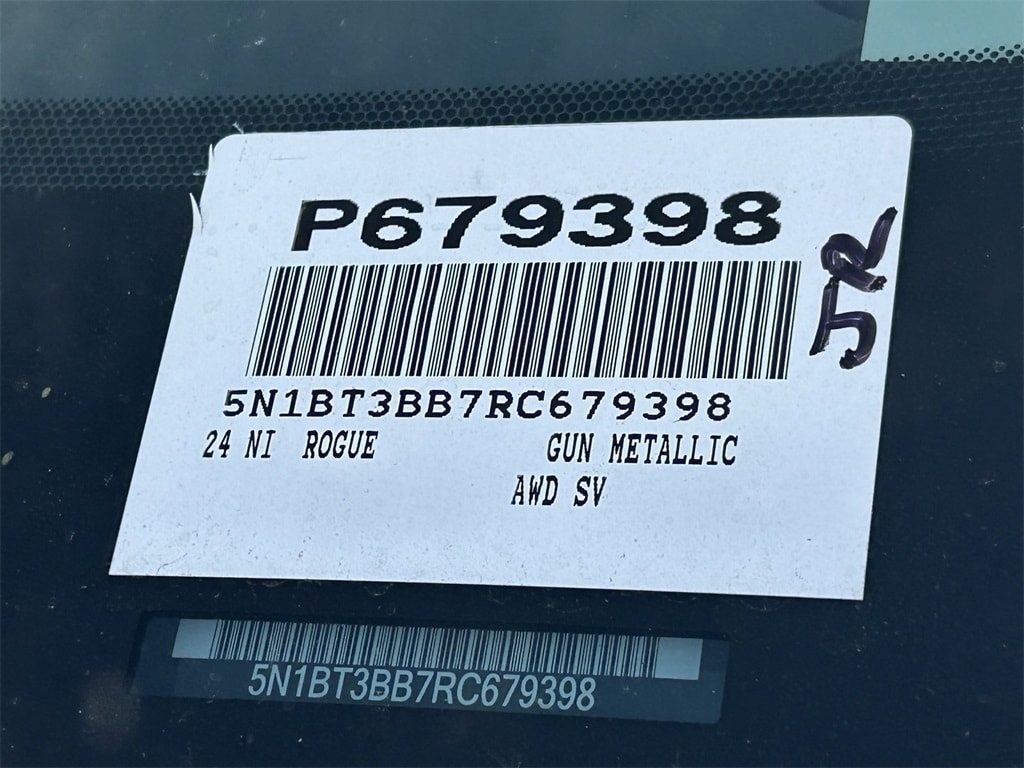 P679398
5N1BT3BB7RC679398
24 NI ROGUE GUN METALLIC
AWD SV
5N1BT3BB7RC679398